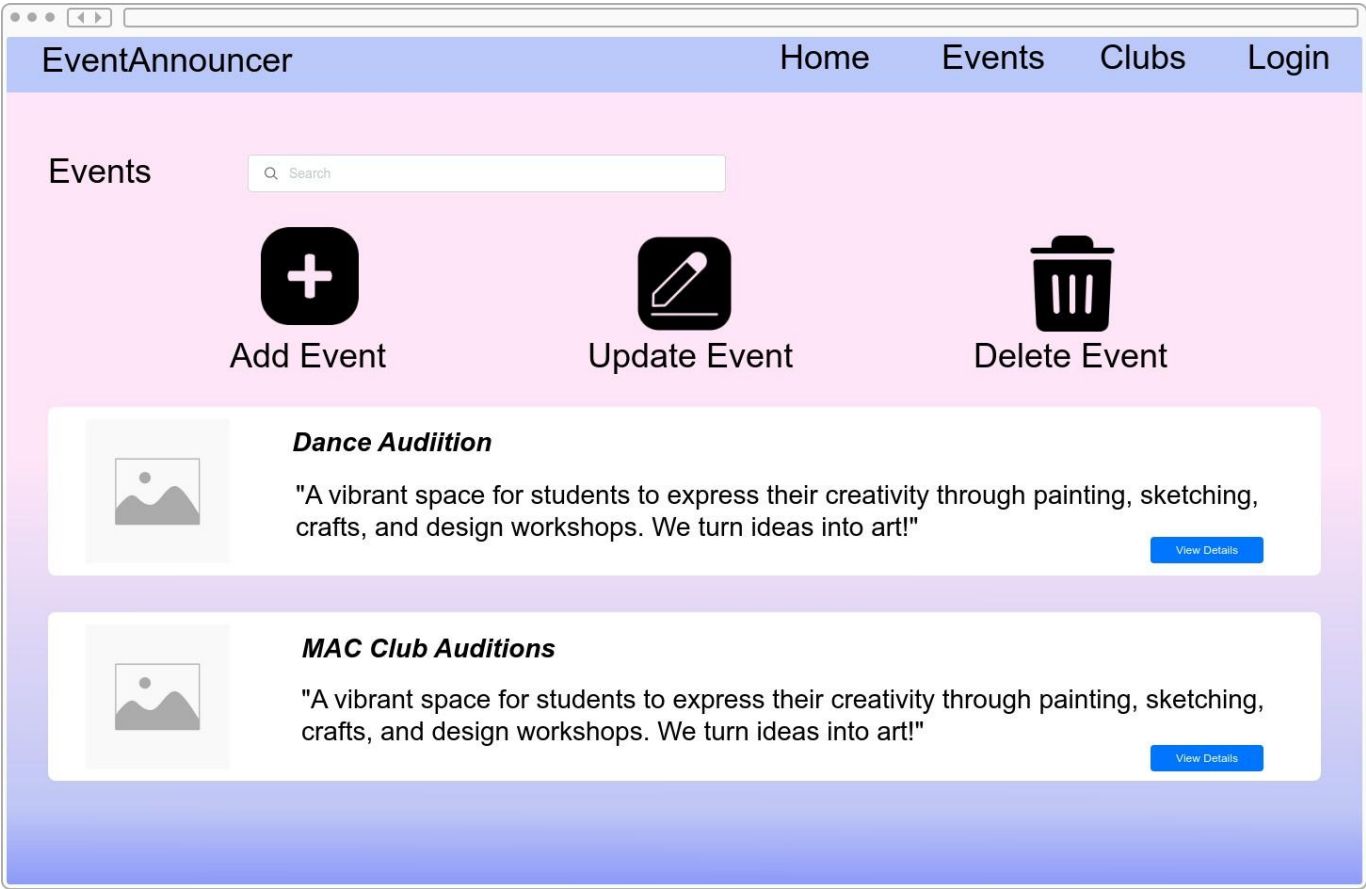 EventAnnouncer Home Events Clubs Login
Events Search
Add Event Update Event Delete Event
Dance Audiition
"A vibrant space for students to express their creativity through painting, sketching,
crafts, and design workshops. We turn ideas into art!"
View Details
MAC Club Auditions
"A vibrant space for students to express their creativity through painting, sketching,
crafts, and design workshops. We turn ideas into art!"
View Details